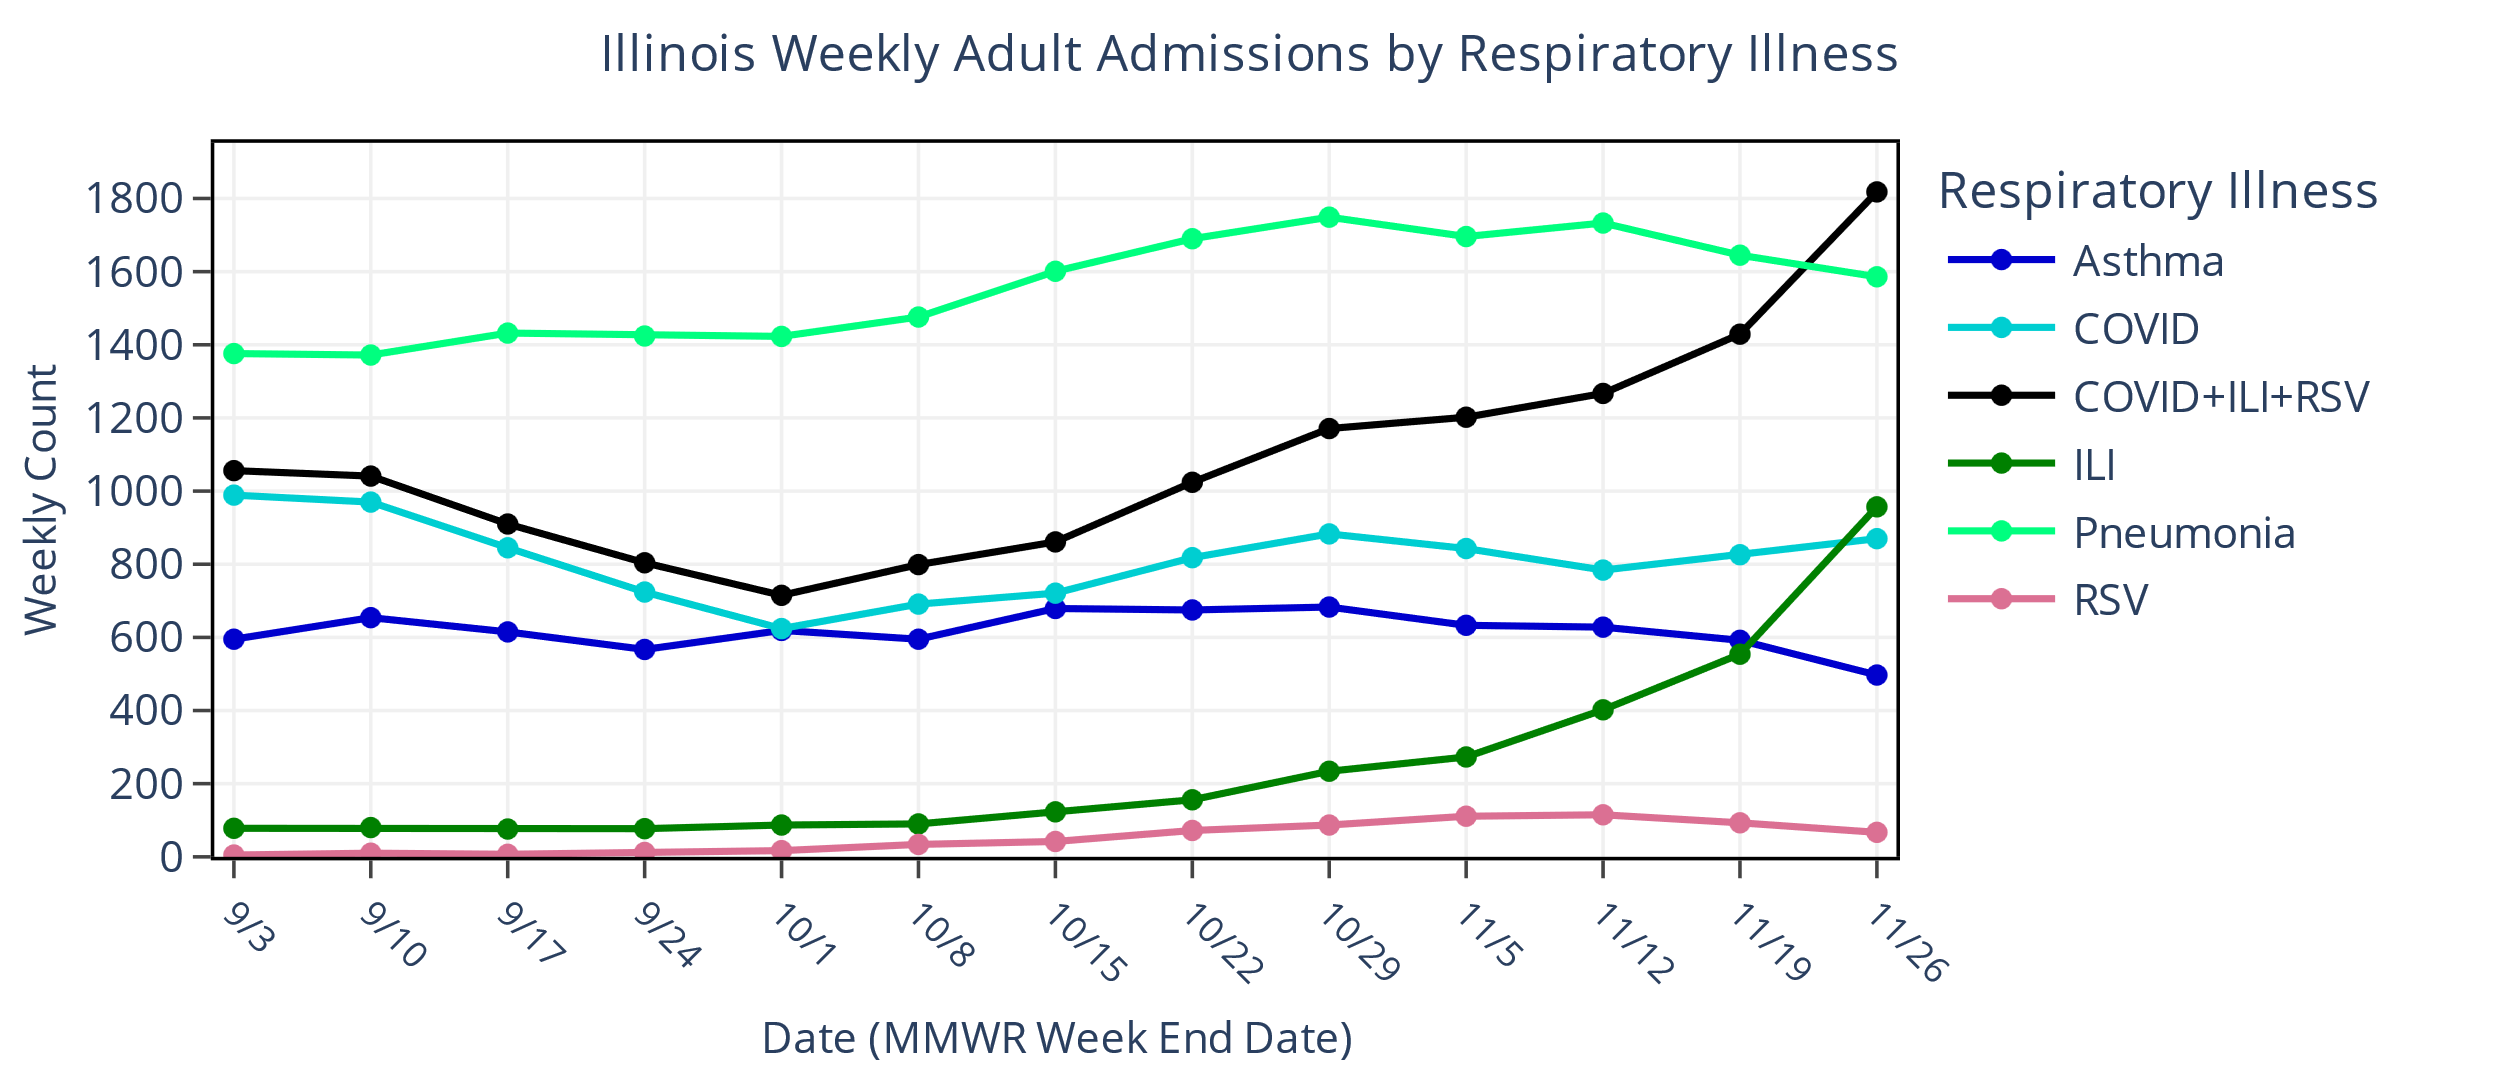 Illinois Weekly Adult Admissions by Respiratory Illness
Weekly Count
1800
1600
1400
1200
1000
800
600
400
200
0
9/3
9/10
9/17
9/24
10/1
10/8
10/15
10/22
10/29
11/5
11/12
11/19
11/26
Date (MMWR Week End Date)
Respiratory Illness
Asthma
COVID
COVID+ILI+RSV
ILI
Pneumonia
RSV